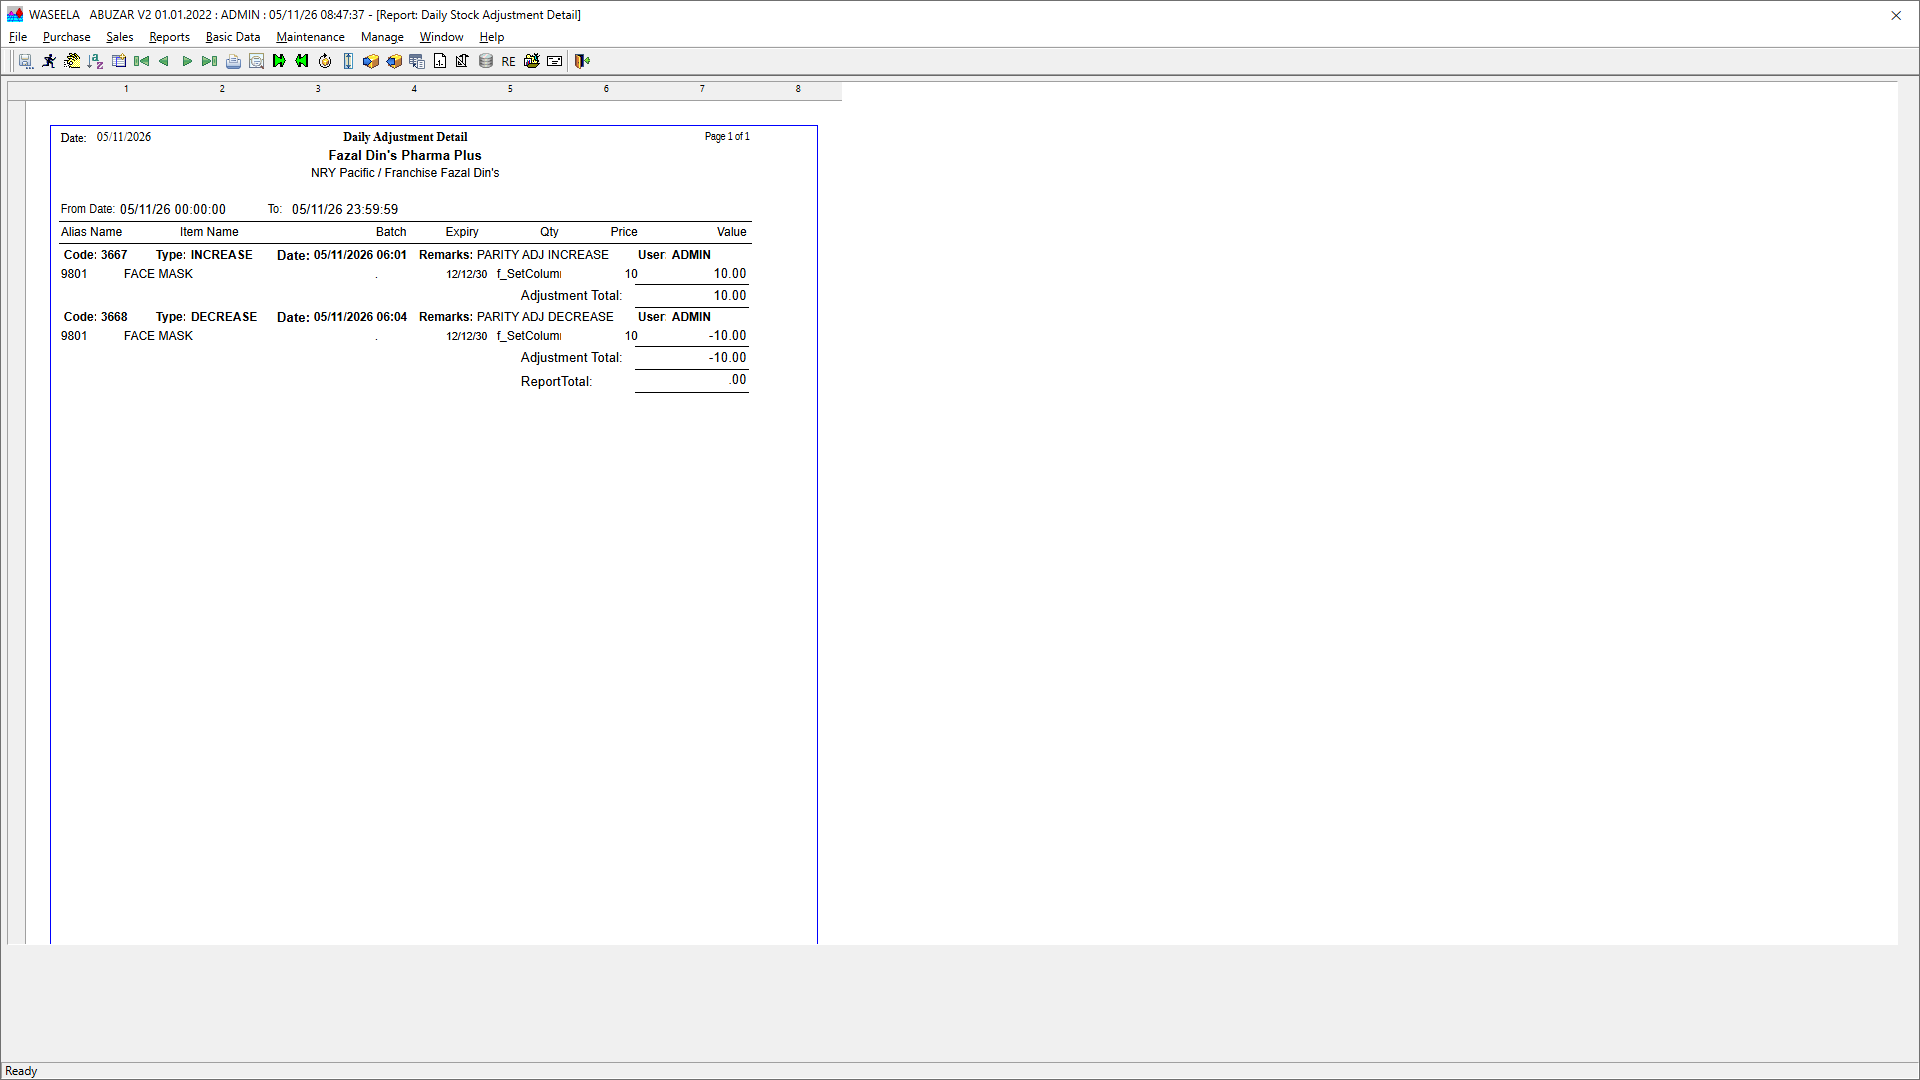 WASEELA ABUZAR V2 01.01.2022 : ADMIN : 05/11/26 08:47:37 - [Report: Daily Stock Adjustment Detail]
File Purchase Sales Reports Basic Data Maintenance Manage Window Help
RE
1 2 3 4 5 6 7 8
Date: 05/11/2026 Daily Adjustment Detail Page 1 of 1
Fazal Din's Pharma Plus
NRY Pacific / Franchise Fazal Din's
From Date: 05/11/26 00:00:00 To: 05/11/26 23:59:59
Alias Name Item Name Batch Expiry Qty Price Value
Code: 3667 Type: INCREASE Date: 05/11/2026 06:01 Remarks: PARITY ADJ INCREASE User: ADMIN
9801 FACE MASK . 12/12/30 f_SetColum 10 10.00
Adjustment Total: 10.00
Code: 3668 Type: DECREASE Date: 05/11/2026 06:04 Remarks: PARITY ADJ DECREASE User: ADMIN
9801 FACE MASK . 12/12/30 f_SetColum 10 -10.00
Adjustment Total: -10.00
ReportTotal: .00
Ready